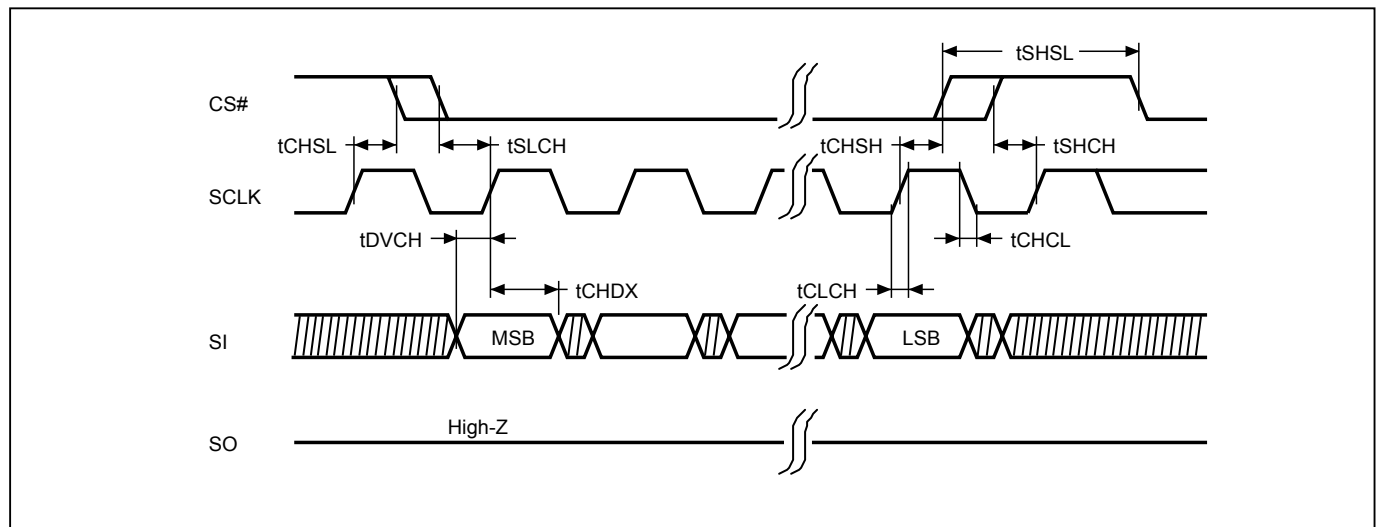 tSHSL
CS#
tCHSL
tSLCH
tCHSH
tSHCH
SCLK
tDVCH
tCHCL
tCHDX
tCLCH
SI
MSB
LSB
High-Z
SO